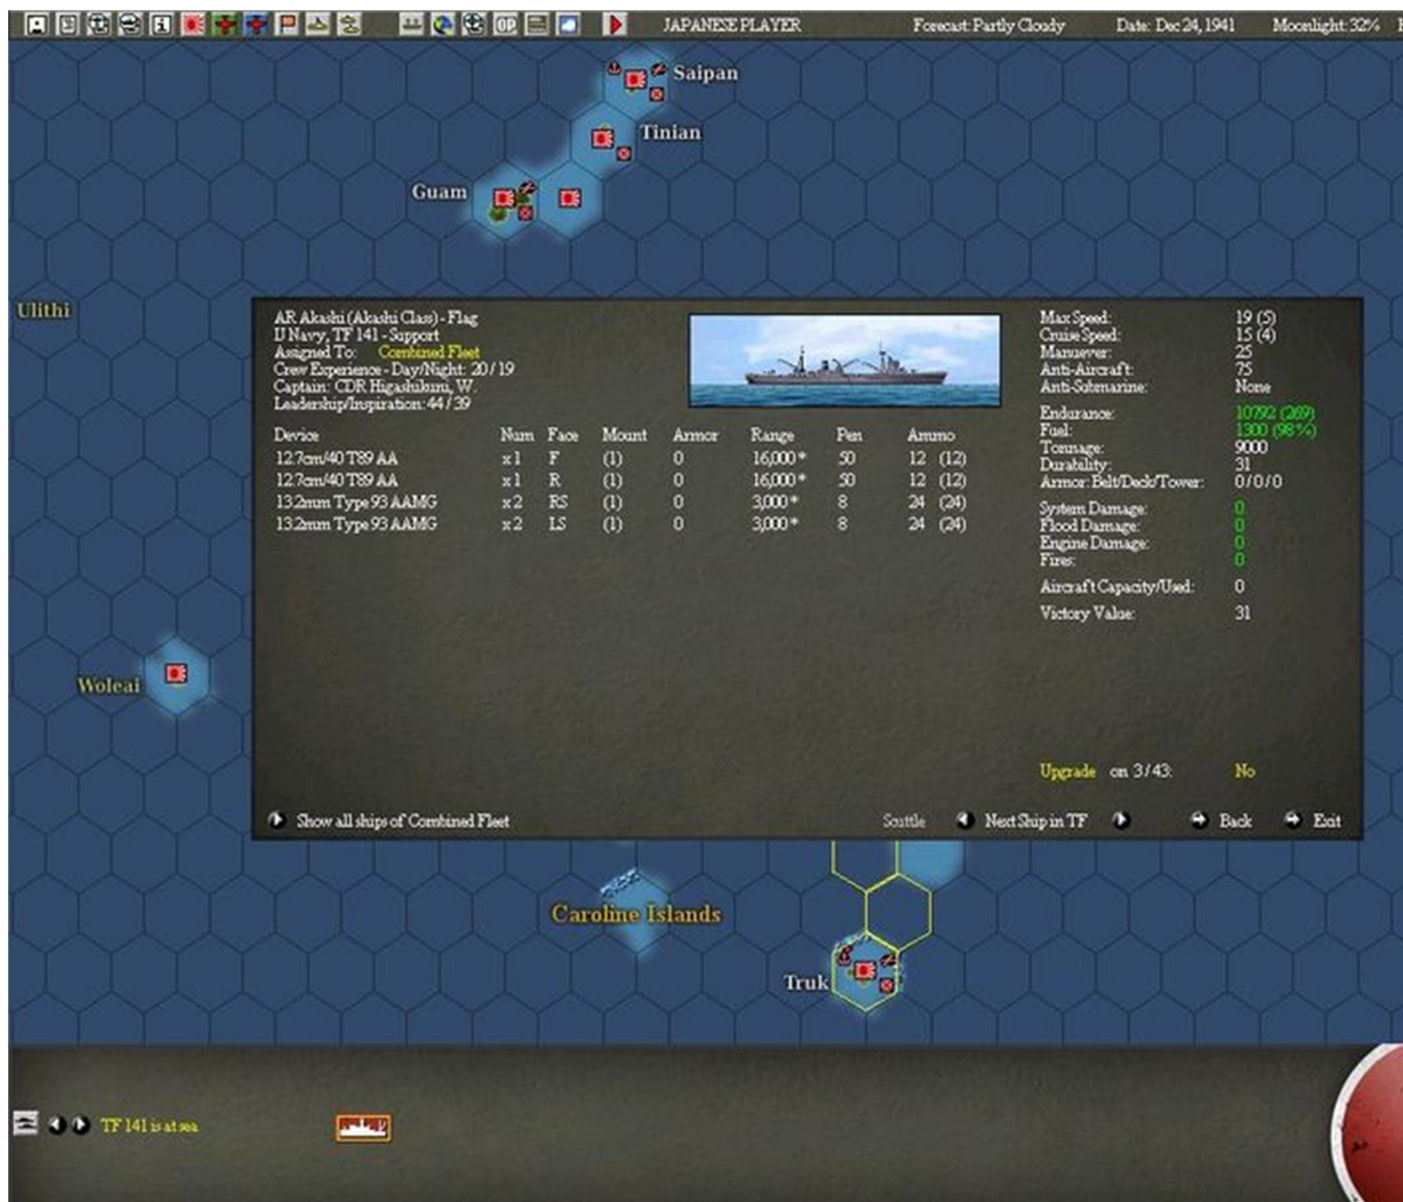 OP
JAPANESE PLAYER Forecast: Partly Cloudy Date: Dec 24, 1941 Moonlight: 32%
Saipan
Tinian
Guam
Ulithi
AR Akashi (Akashi Class) - Flag
IJ Navy, TF 141 - Support
Assigned To: Combined Fleet
Crew Experience - Day/Night: 20 / 19
Captain: CDR Higashikuni, W.
Leadership/Inspiration: 44 / 39
Max Speed: 19 (5)
Cruise Speed: 15 (4)
Manuever: 25
Anti-Aircraft: 75
Anti-Submarine: None
Endurance: 10792 (269)
Fuel: 1300 (98%)
Tonnage: 9000
Durability: 31
Armor: Belt/Deck/Tower: 0/0/0
System Damage: 0
Flood Damage: 0
Engine Damage: 0
Fires: 0
Aircraft Capacity/Used: 0
Victory Value: 31
Device Num Face Mount Armor Range Pen Ammo
12.7cm/40 T89 AA x1 F (1) 0 16,000* 50 12 (12)
12.7cm/40 T89 AA x1 R (1) 0 16,000* 50 12 (12)
13.2mm Type 93 AAMG x2 RS (1) 0 3,000* 8 24 (24)
13.2mm Type 93 AAMG x2 LS (1) 0 3,000* 8 24 (24)
Woleai
Upgrade on 3/43: No
Show all ships of Combined Fleet Scuttle Next Ship in TF Back Exit
Caroline Islands
Truk
TF 141 is at sea